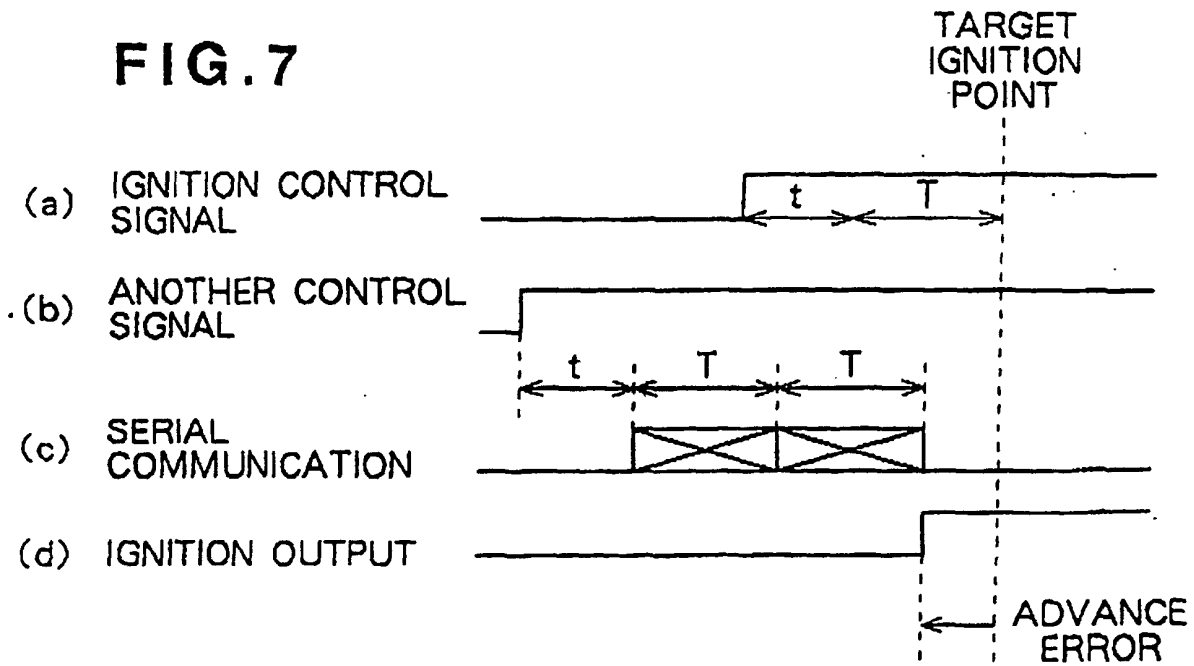 FIG.7
TARGET
IGNITION
POINT
(a) IGNITION CONTROL
SIGNAL
t T
(b) ANOTHER CONTROL
SIGNAL
t T T
(c) SERIAL
COMMUNICATION
(d) IGNITION OUTPUT
ADVANCE
ERROR